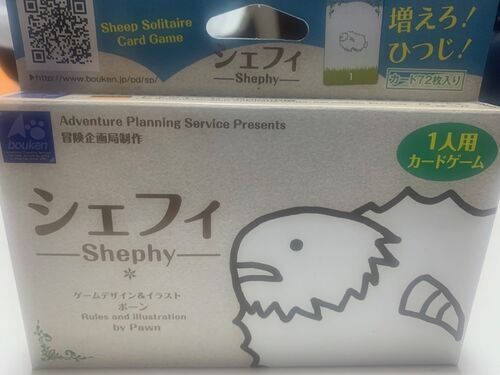 Sheep Solitaire
Card Game
http://www.bouken.jp/pd/sp/
シェフィ
Shephy
1
増えろ!
ひつじ!
カード72枚入り
bouken
Adventure Planning Service Presents
冒険企画局制作
1人用
カードゲーム
シェフィ
Shephy
ゲームデザイン&イラスト
ポーン
Rules and illustration
by Pawn